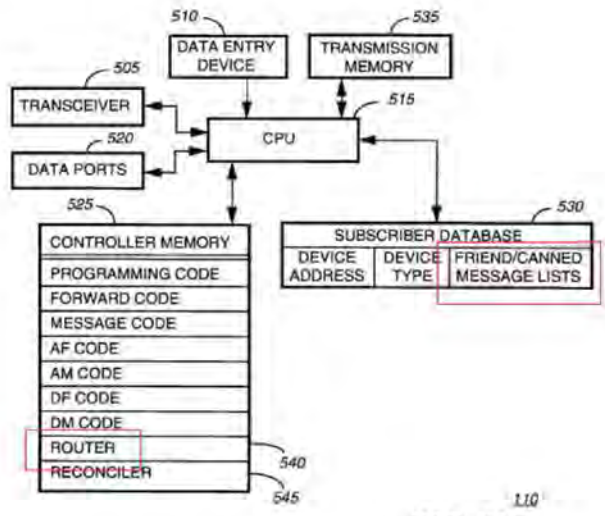 510
535
DATA ENTRY
DEVICE
TRANSMISSION
MEMORY
505
515
TRANSCEIVER
CPU
520
DATA PORTS
525
530
CONTROLLER MEMORY
PROGRAMMING CODE
FORWARD CODE
MESSAGE CODE
AF CODE
AM CODE
DF CODE
DM CODE
ROUTER
RECONCILER
540
545
SUBSCRIBER DATABASE
DEVICE
ADDRESS
DEVICE
TYPE
FRIEND/CANNED
MESSAGE LISTS
110